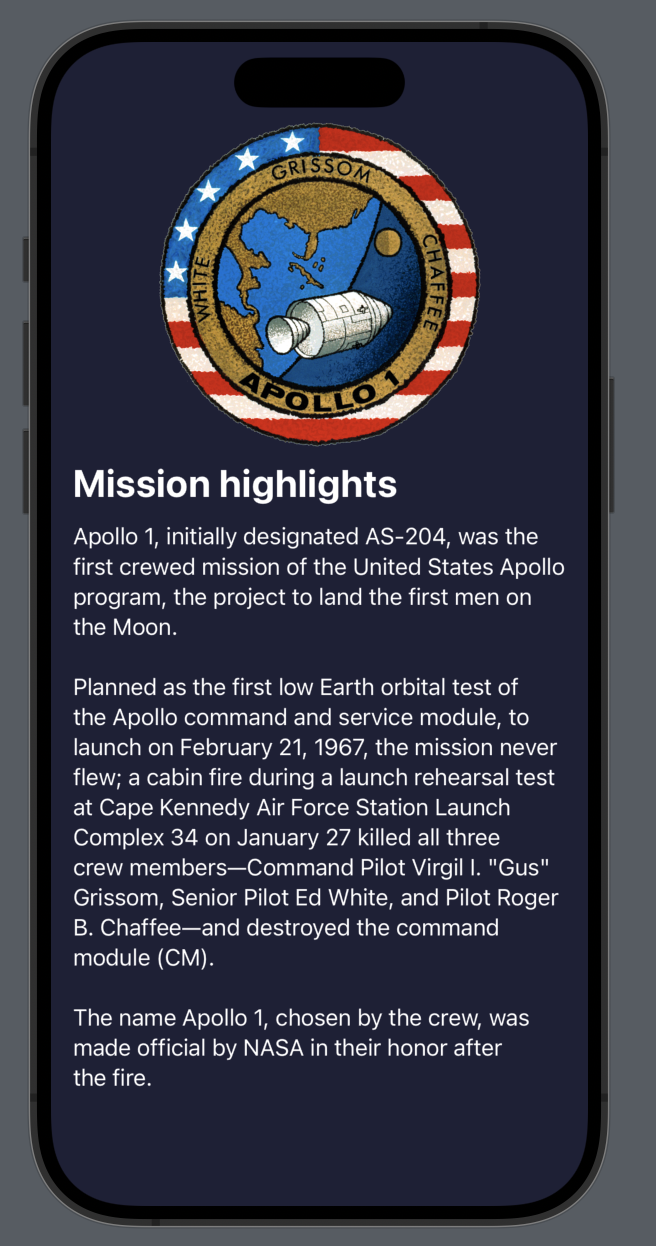 GRISSOM
WHITE
CHAFFEE
APOLLO 1
Mission highlights
Apollo 1, initially designated AS-204, was the
first crewed mission of the United States Apollo
program, the project to land the first men on
the Moon.
Planned as the first low Earth orbital test of
the Apollo command and service module, to
launch on February 21, 1967, the mission never
flew; a cabin fire during a launch rehearsal test
at Cape Kennedy Air Force Station Launch
Complex 34 on January 27 killed all three
crew members—Command Pilot Virgil I. "Gus"
Grissom, Senior Pilot Ed White, and Pilot Roger
B. Chaffee—and destroyed the command
module (CM).
The name Apollo 1, chosen by the crew, was
made official by NASA in their honor after
the fire.